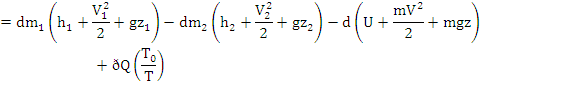 = dm₁ (h₁ + V₁²/2 + gz₁) − dm₂ (h₂ + V₂²/2 + gz₂) − d (U + mV²/2 + mgz)
+ ðQ (T₀/T)